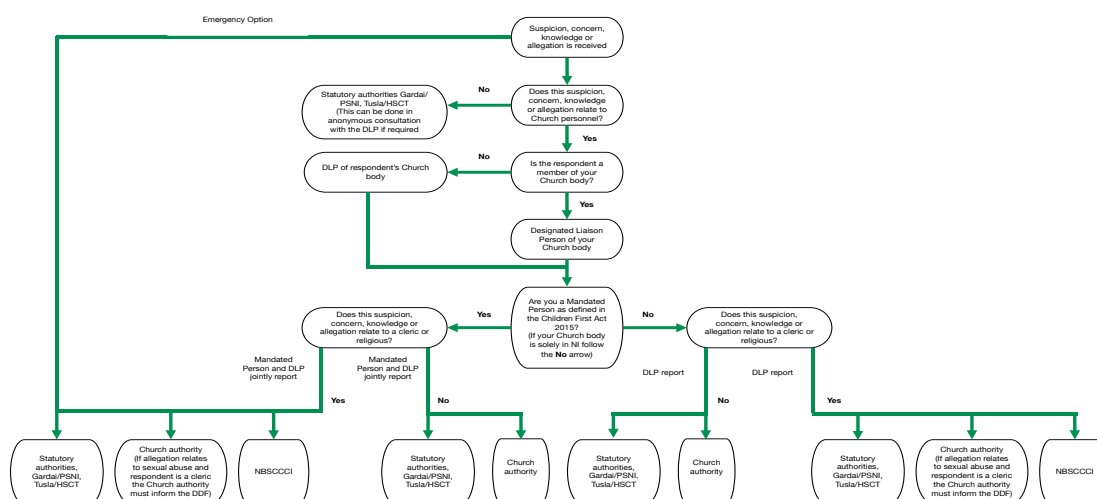 Emergency Option
Suspicion, concern,
knowledge or
allegation is received
Statutory authorities Gardai/
PSNI, Tusla/HSCT
(This can be done in
anonymous consultation
with the DLP if required
No
Does this suspicion,
concern, knowledge
or allegation relate to
Church personnel?
Yes
DLP of respondent's Church
body
No
Is the respondent a
member of your
Church body?
Yes
Designated Liaison
Person of your
Church body
Does this suspicion,
concern, knowledge or
allegation relate to a cleric or
religious?
Yes
Are you a Mandated
Person as defined in
the Children First Act
2015?
(If your Church body
is solely in NI follow
the No arrow)
No
Does this suspicion,
concern, knowledge or
allegation relate to a cleric or
religious?
Mandated
Person and DLP
jointly report
Mandated
Person and DLP
jointly report
DLP report
DLP report
Yes
No
No
Yes
Statutory
authorities,
Gardai/PSNI,
Tusla/HSCT
Church authority
(If allegation relates
to sexual abuse and
respondent is a cleric
the Church authority
must inform the DDF)
NBSCCCI
Statutory
authorities,
Gardai/PSNI,
Tusla/HSCT
Church
authority
Statutory
authorities,
Gardai/PSNI,
Tusla/HSCT
Church
authority
Statutory
authorities,
Gardai/PSNI,
Tusla/HSCT
Church authority
(If allegation relates
to sexual abuse and
respondent is a cleric
the Church authority
must inform the DDF)
NBSCCCI